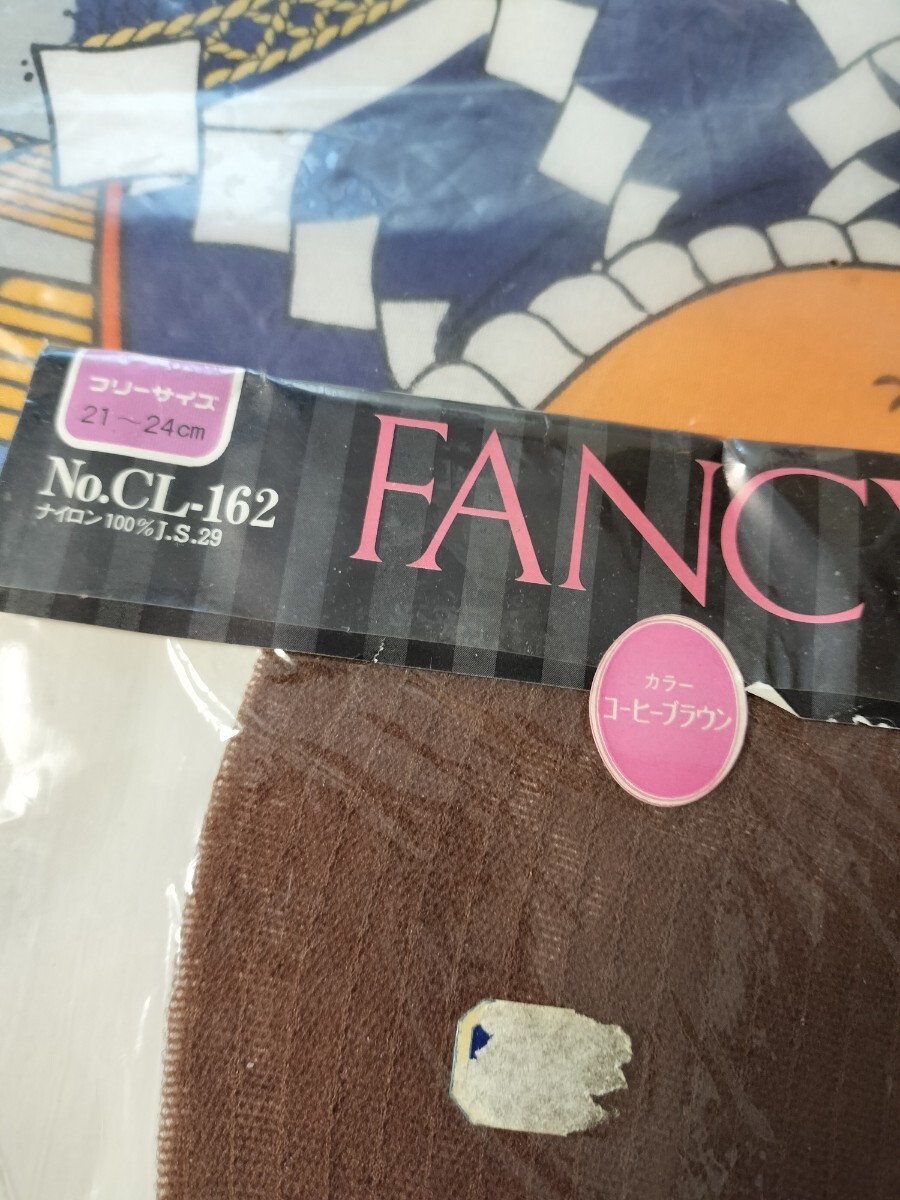 フリーサイズ
21～24cm
No.CL-162
ナイロン100%J.S.29
FANCY
カラー
コーヒーブラウン